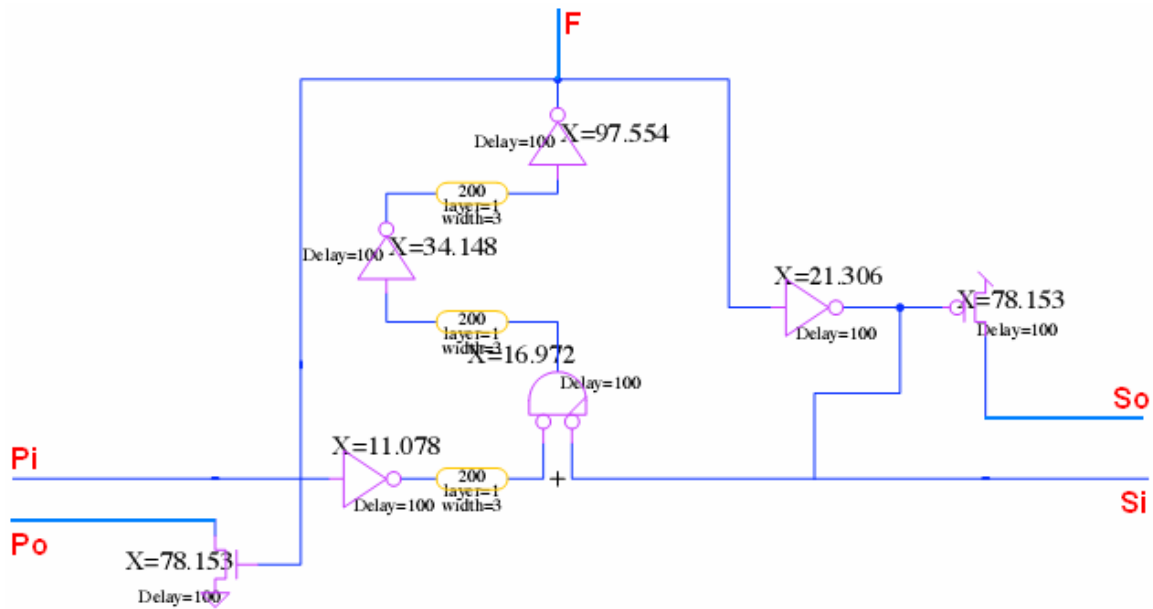 F
X=97.554
Delay=100
200
layer=1
width=3
X=34.148
Delay=100
X=21.306
Delay=100
X=78.153
Delay=100
200
layer=1
width=3
X=16.972
Delay=100
So
X=11.078
Pi
200
layer=1
width=3
Delay=100
Si
Po
X=78.153
Delay=100